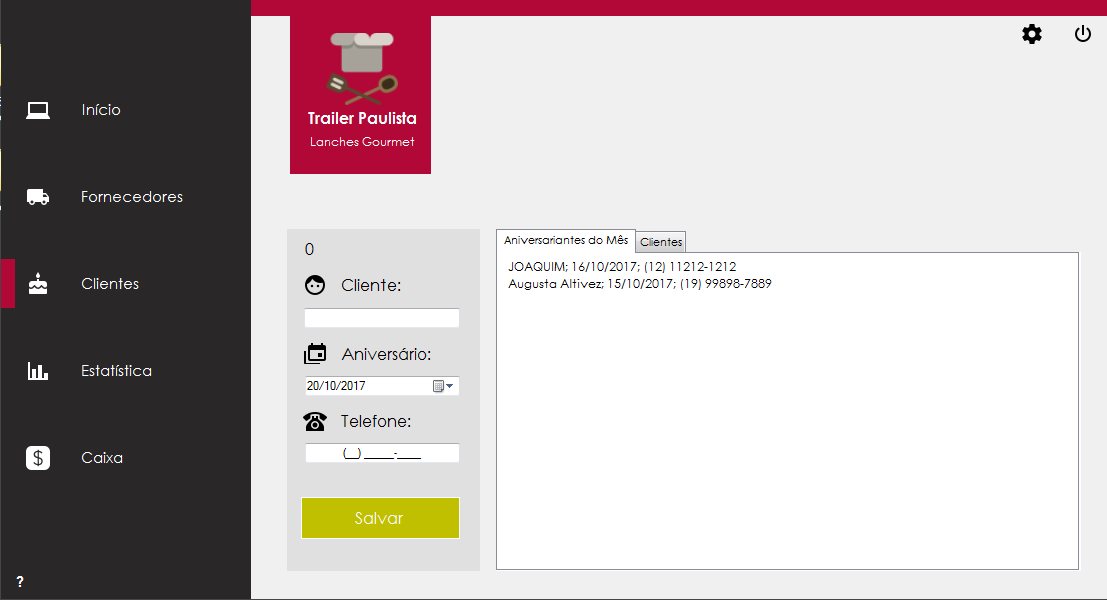 Início
Fornecedores
Clientes
Estatística
$
Caixa
?
Trailer Paulista
Lanches Gourmet
0
Cliente:
Aniversário:
20/10/2017
Telefone:
(__) _____-____
Salvar
Aniversariantes do Mês
Clientes
JOAQUIM; 16/10/2017; (12) 11212-1212
Augusta Altivez; 15/10/2017; (19) 99898-7889